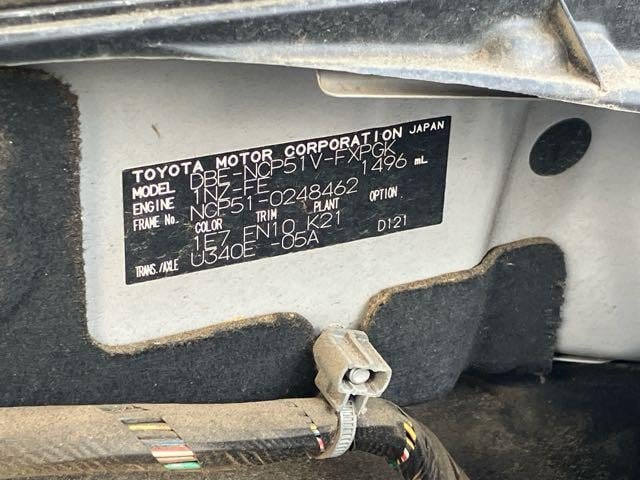 TOYOTA MOTOR CORPORATION JAPAN
MODEL DBE-NCP51V-FXPGK
ENGINE 1NZ-FE 1496 mL
FRAME No. NCP51-0248462
COLOR TRIM PLANT OPTION
1E7 FN10 K21
TRANS./AXLE U340E -05A D121